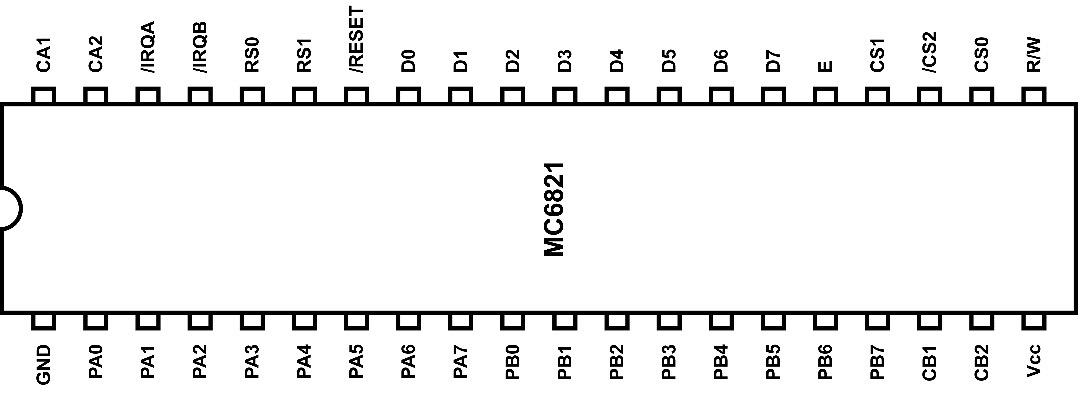 CA1
CA2
/IRQA
/IRQB
RS0
RS1
/RESET
D0
D1
D2
D3
D4
D5
D6
D7
E
CS1
/CS2
CS0
R/W
MC6821
GND
PA0
PA1
PA2
PA3
PA4
PA5
PA6
PA7
PB0
PB1
PB2
PB3
PB4
PB5
PB6
PB7
CB1
CB2
Vcc